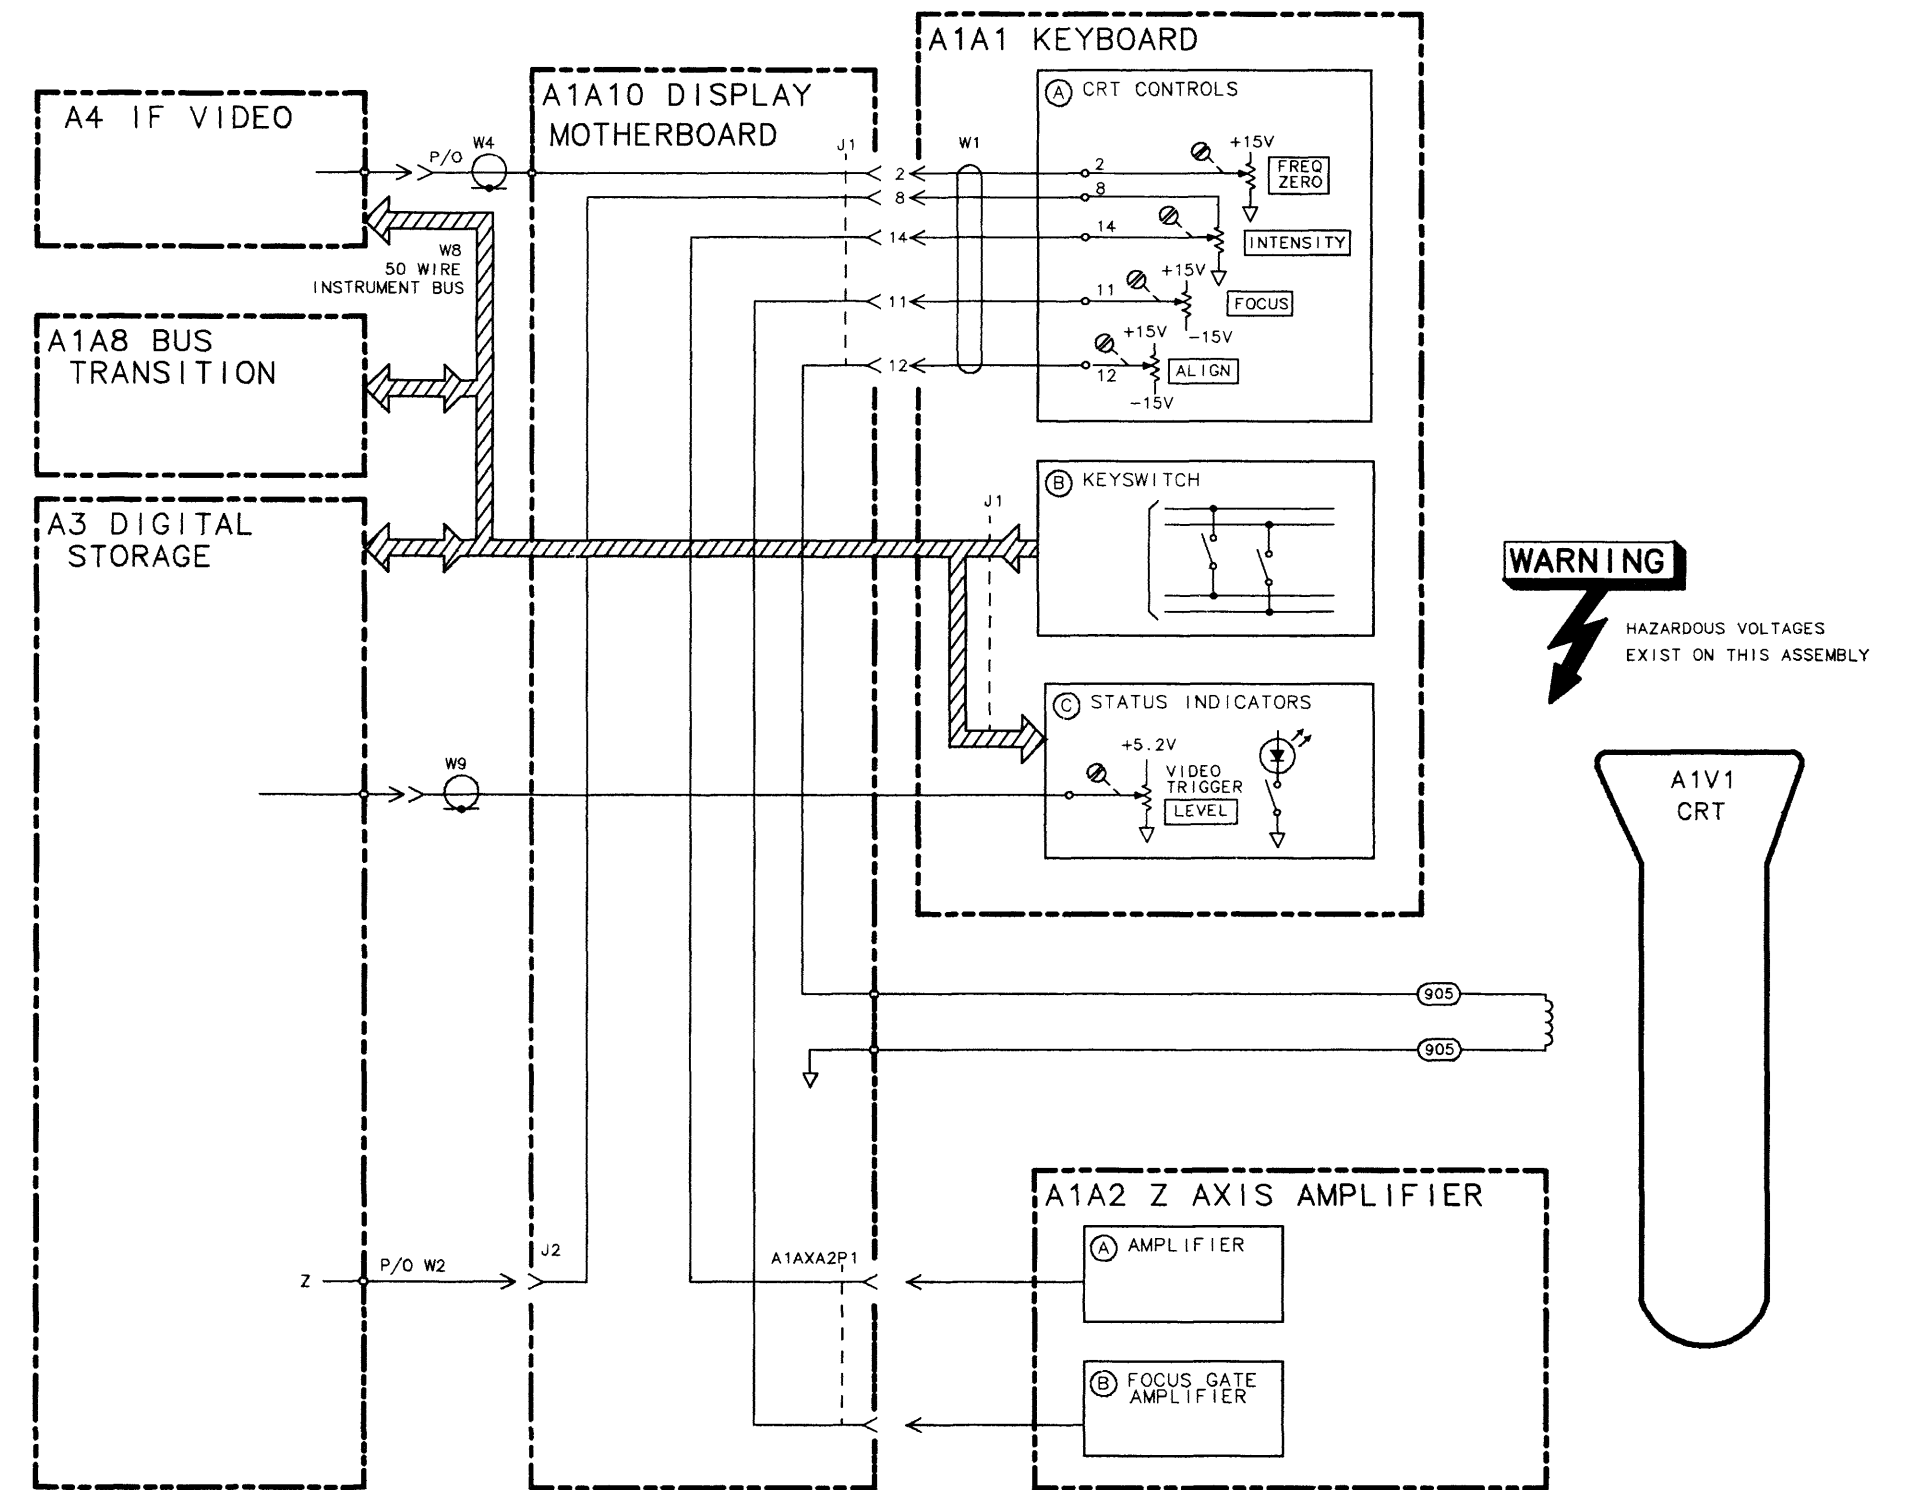 A1A1 KEYBOARD
A4 IF VIDEO
A1A10 DISPLAY
MOTHERBOARD
A CRT CONTROLS
P/O
W4
J1
W1
+15V
2
2
FREQ
ZERO
8
8
14
14
INTENSITY
W8
50 WIRE
INSTRUMENT BUS
+15V
11
11
FOCUS
-15V
+15V
12
12
ALIGN
-15V
A1A8 BUS
TRANSITION
A3 DIGITAL
STORAGE
J1
B KEYSWITCH
WARNING
HAZARDOUS VOLTAGES
EXIST ON THIS ASSEMBLY
C STATUS INDICATORS
+5.2V
VIDEO
TRIGGER
LEVEL
W9
A1V1
CRT
905
905
A1A2 Z AXIS AMPLIFIER
A AMPLIFIER
Z
P/O W2
J2
A1AXA2P1
B FOCUS GATE
AMPLIFIER